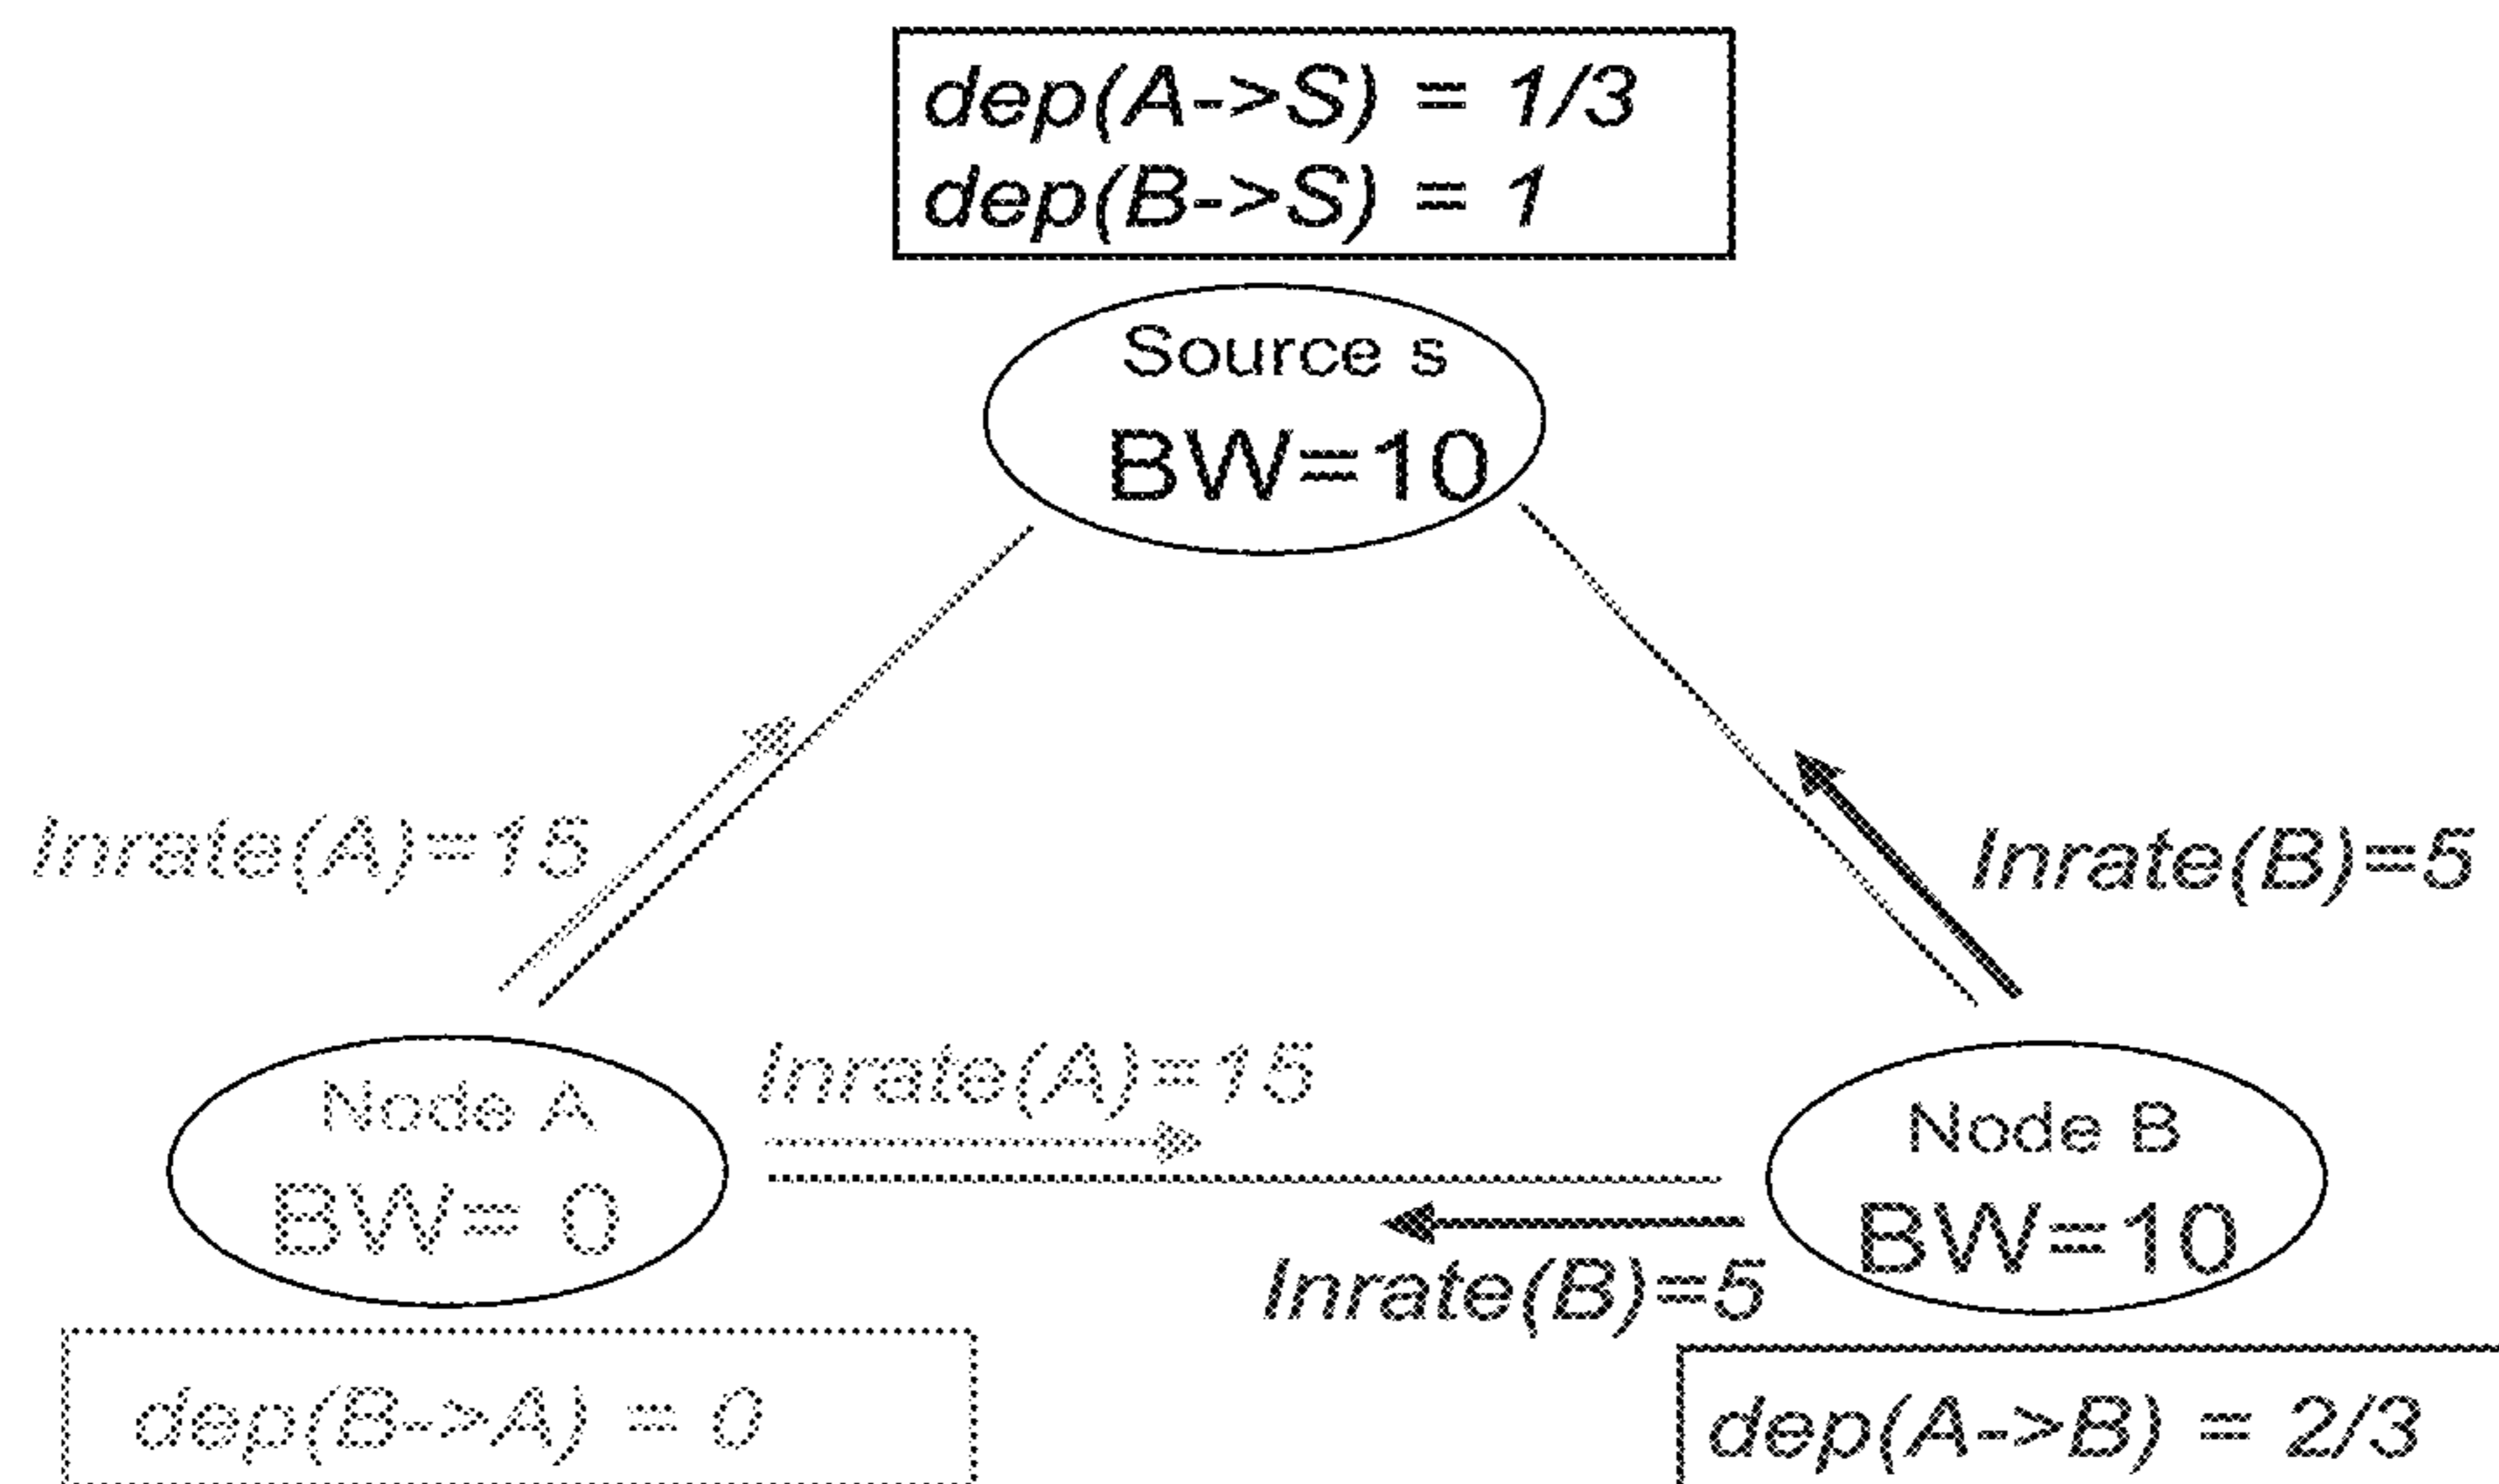 dep(A->S) = 1/3
dep(B->S) = 1
Source s
BW=10
Inrate(A)=15
Inrate(B)=5
Node A
BW= 0
Inrate(A)=15
Inrate(B)=5
Node B
BW=10
dep(B->A) = 0
dep(A->B) = 2/3